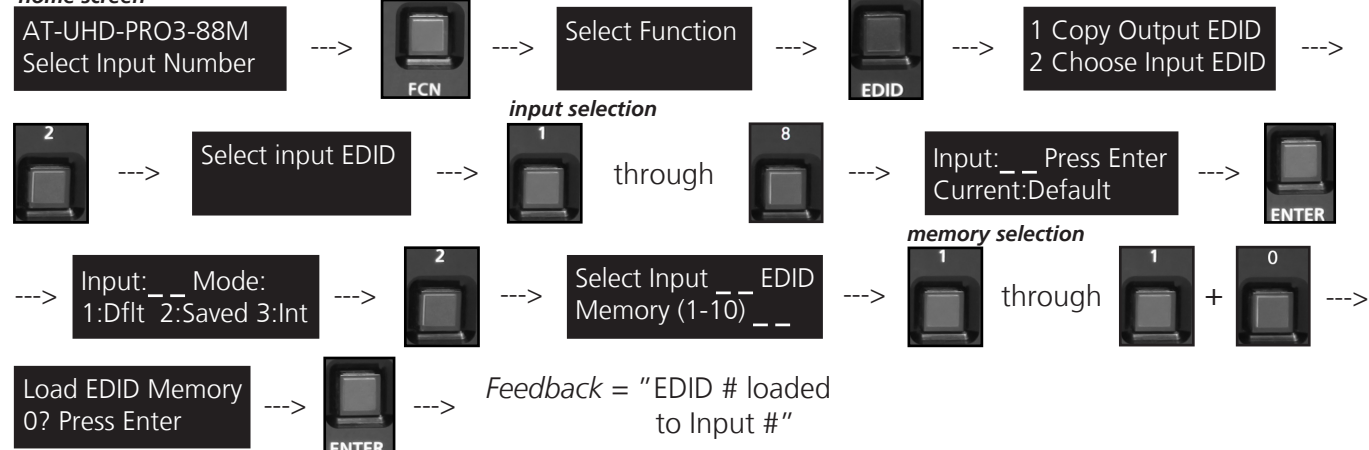 home screen
AT-UHD-PRO3-88M
Select Input Number
--->
FCN
--->
Select Function
--->
EDID
--->
1 Copy Output EDID
2 Choose Input EDID
--->
2
--->
Select input EDID
--->
input selection
1
through
8
--->
Input:_ _ Press Enter
Current:Default
--->
ENTER
--->
Input:_ _ Mode:
1:Dflt 2:Saved 3:Int
--->
2
--->
Select Input _ _ EDID
Memory (1-10) _ _
--->
memory selection
1
through
1
+
0
--->
Load EDID Memory
0? Press Enter
--->
ENTER
--->
Feedback = "EDID # loaded
to Input #"